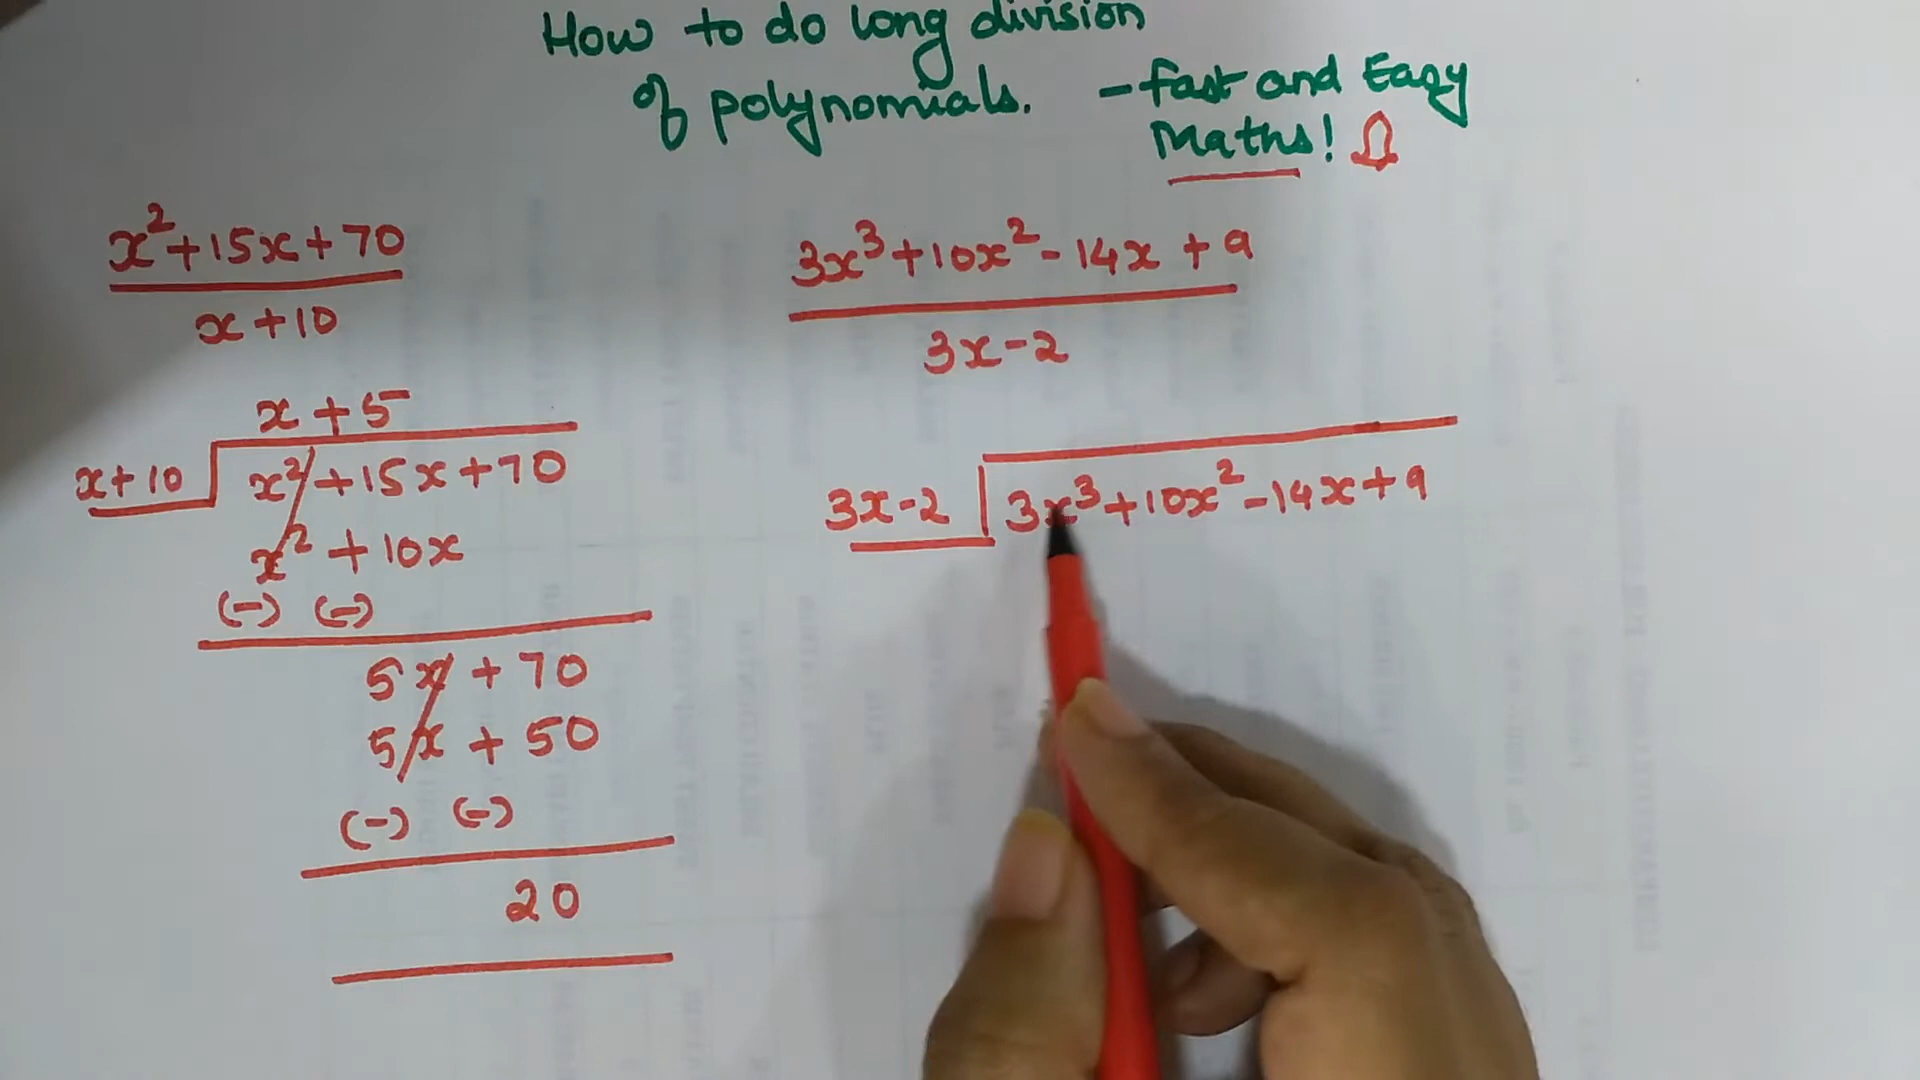 How to do long division
of polynomials. - fast and Easy
Maths!
x²+15x+70
x+10
x+5
x+10 x²+15x+70
x²+10x
(-) (-)
5x+70
5x+50
(-) (-)
20
3x³+10x²-14x+9
3x-2
3x-2 3x³+10x²-14x+9